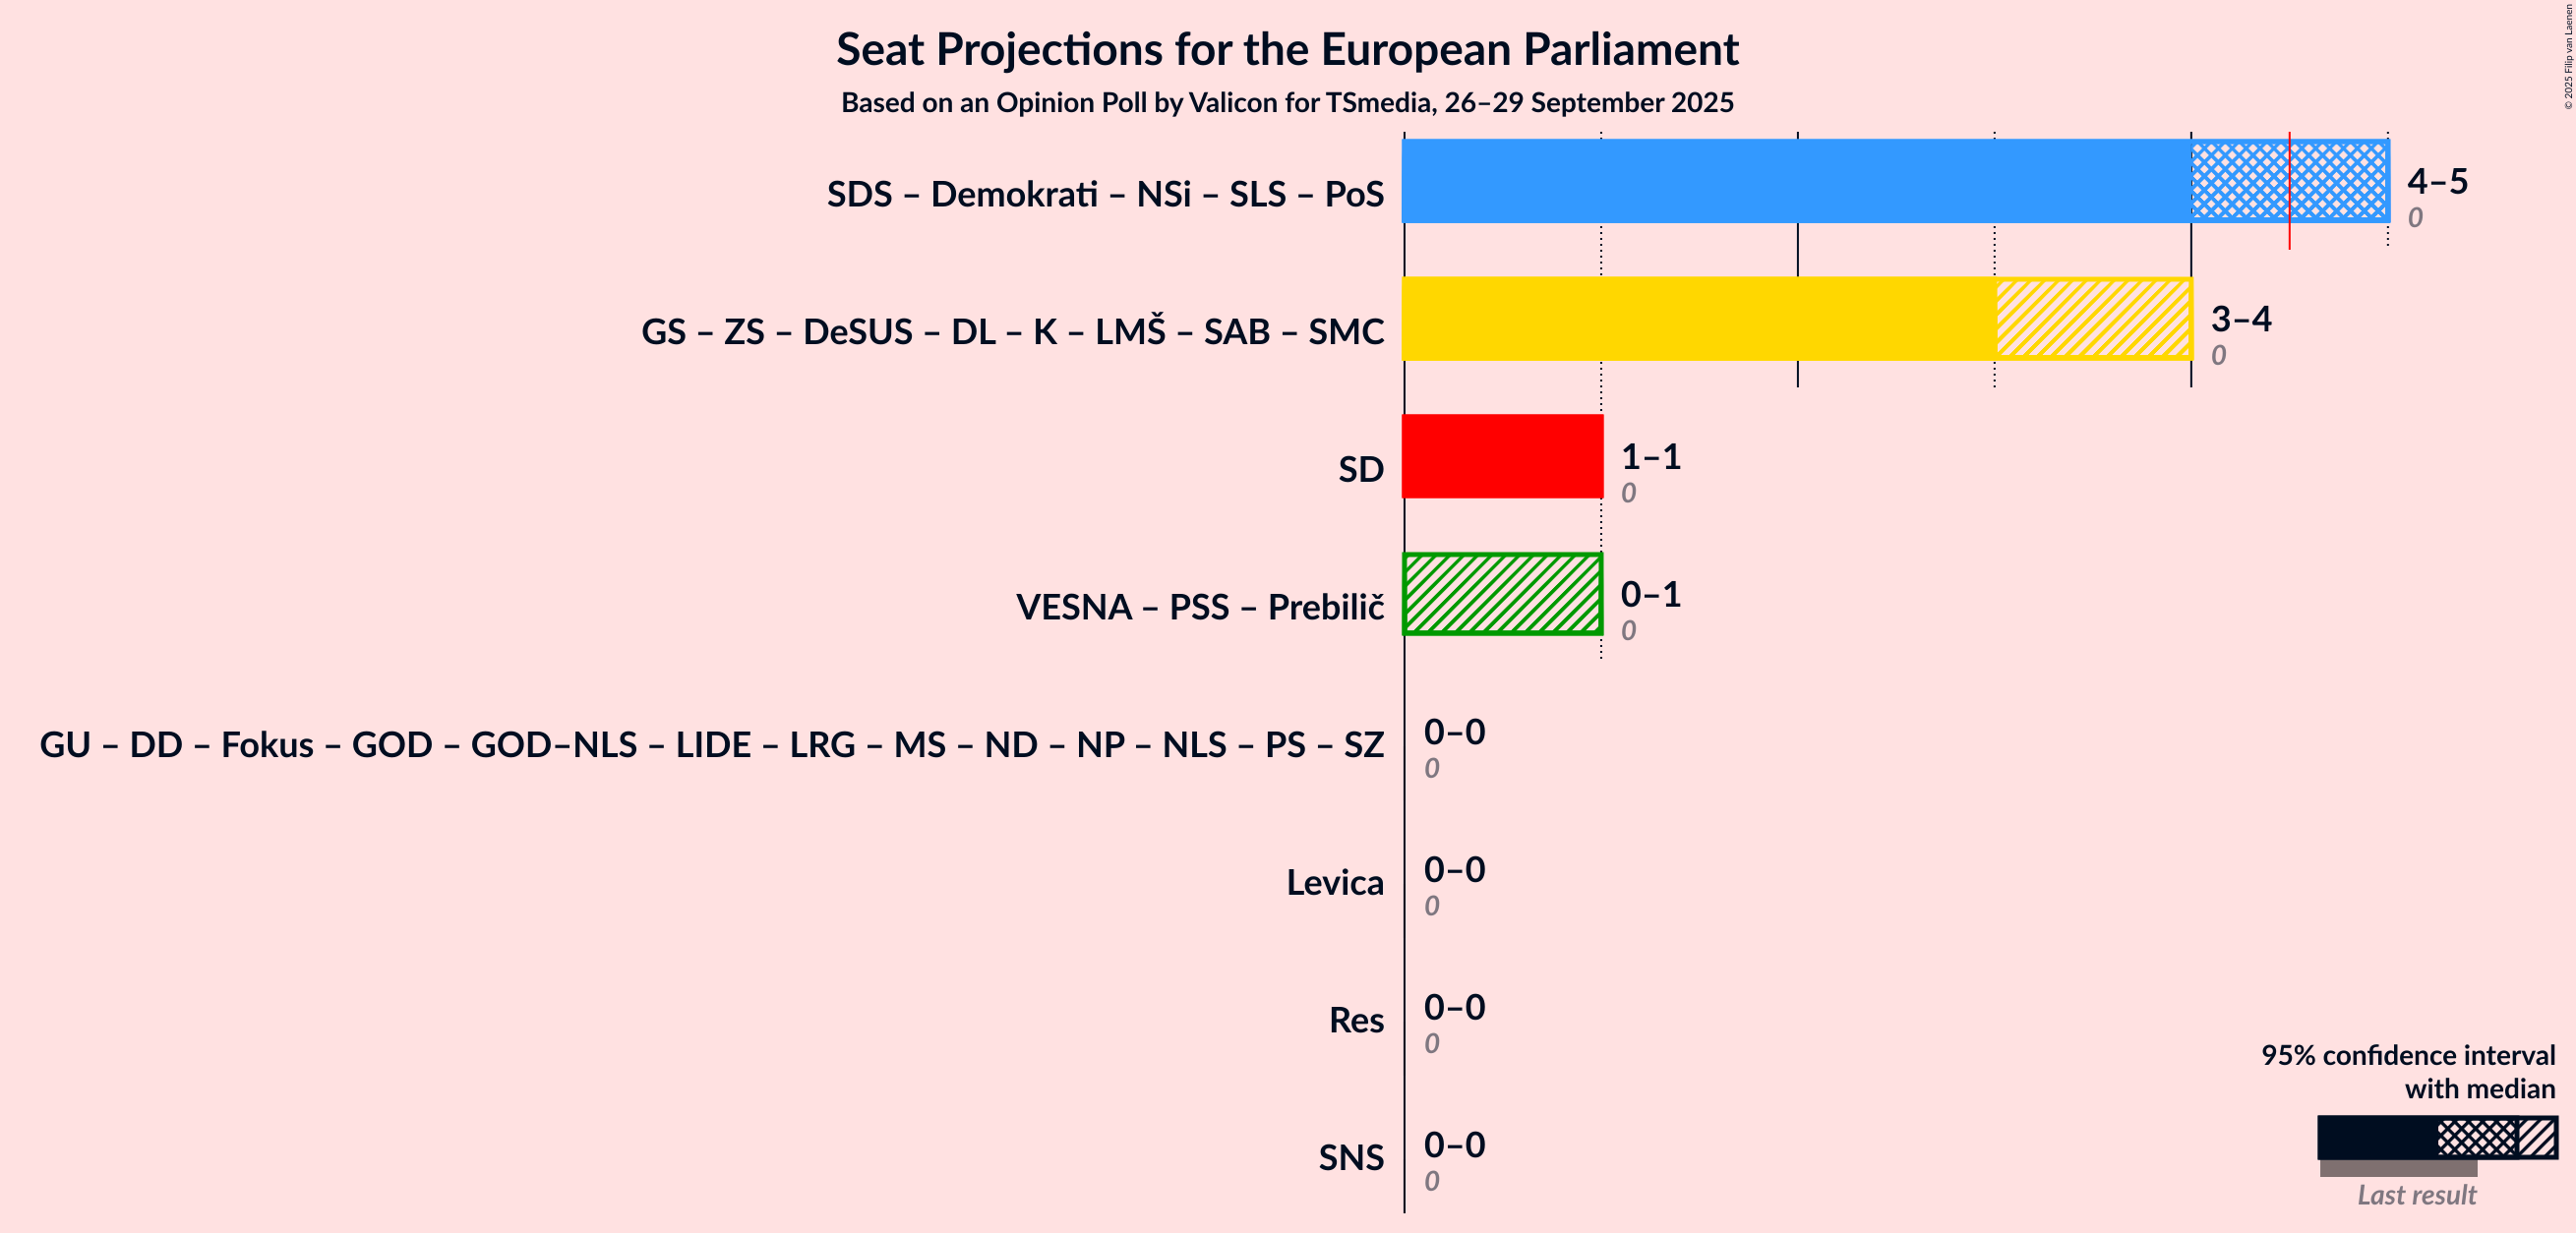 Seat Projections for the European Parliament
Based on an Opinion Poll by Valicon for TSmedia, 26–29 September 2025
© 2025 Filip van Laenen
SDS – Demokrati – NSi – SLS – PoS
4–5
0
GS – ZS – DeSUS – DL – K – LMŠ – SAB – SMC
3–4
0
SD
1–1
0
VESNA – PSS – Prebilič
0–1
0
GU – DD – Fokus – GOD – GOD–NLS – LIDE – LRG – MS – ND – NP – NLS – PS – SZ
0–0
0
Levica
0–0
0
Res
0–0
0
SNS
0–0
0
95% confidence interval
with median
Last result